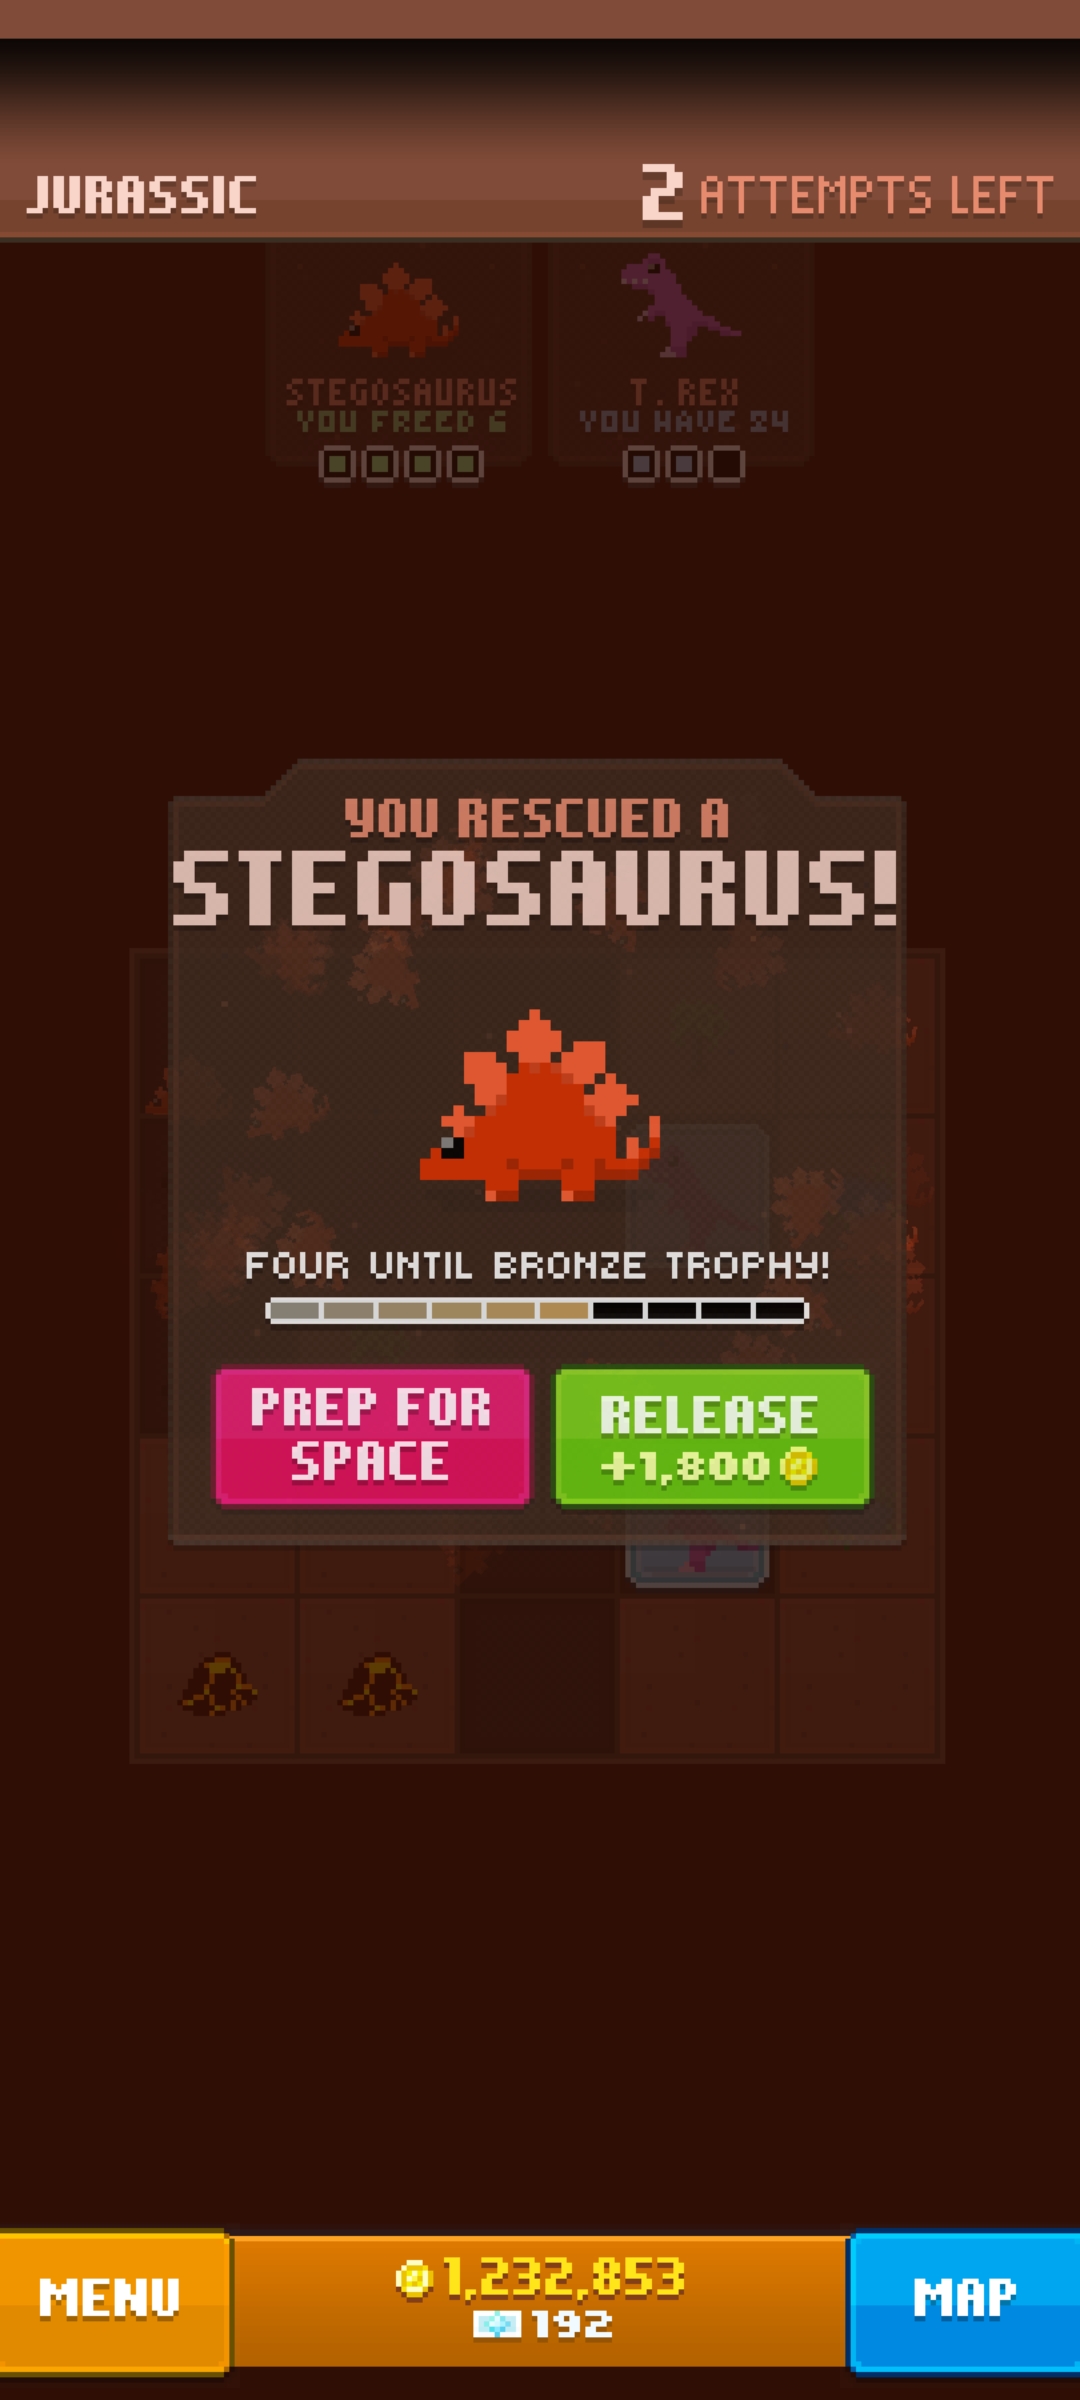 JURASSIC
2 ATTEMPTS LEFT
STEGOSAURUS
YOU FREED 6
T. REX
YOU HAVE 24
YOU RESCUED A
STEGOSAURUS!
FOUR UNTIL BRONZE TROPHY!
PREP FOR
SPACE
RELEASE
+1,800
MENU
1,232,853
192
MAP